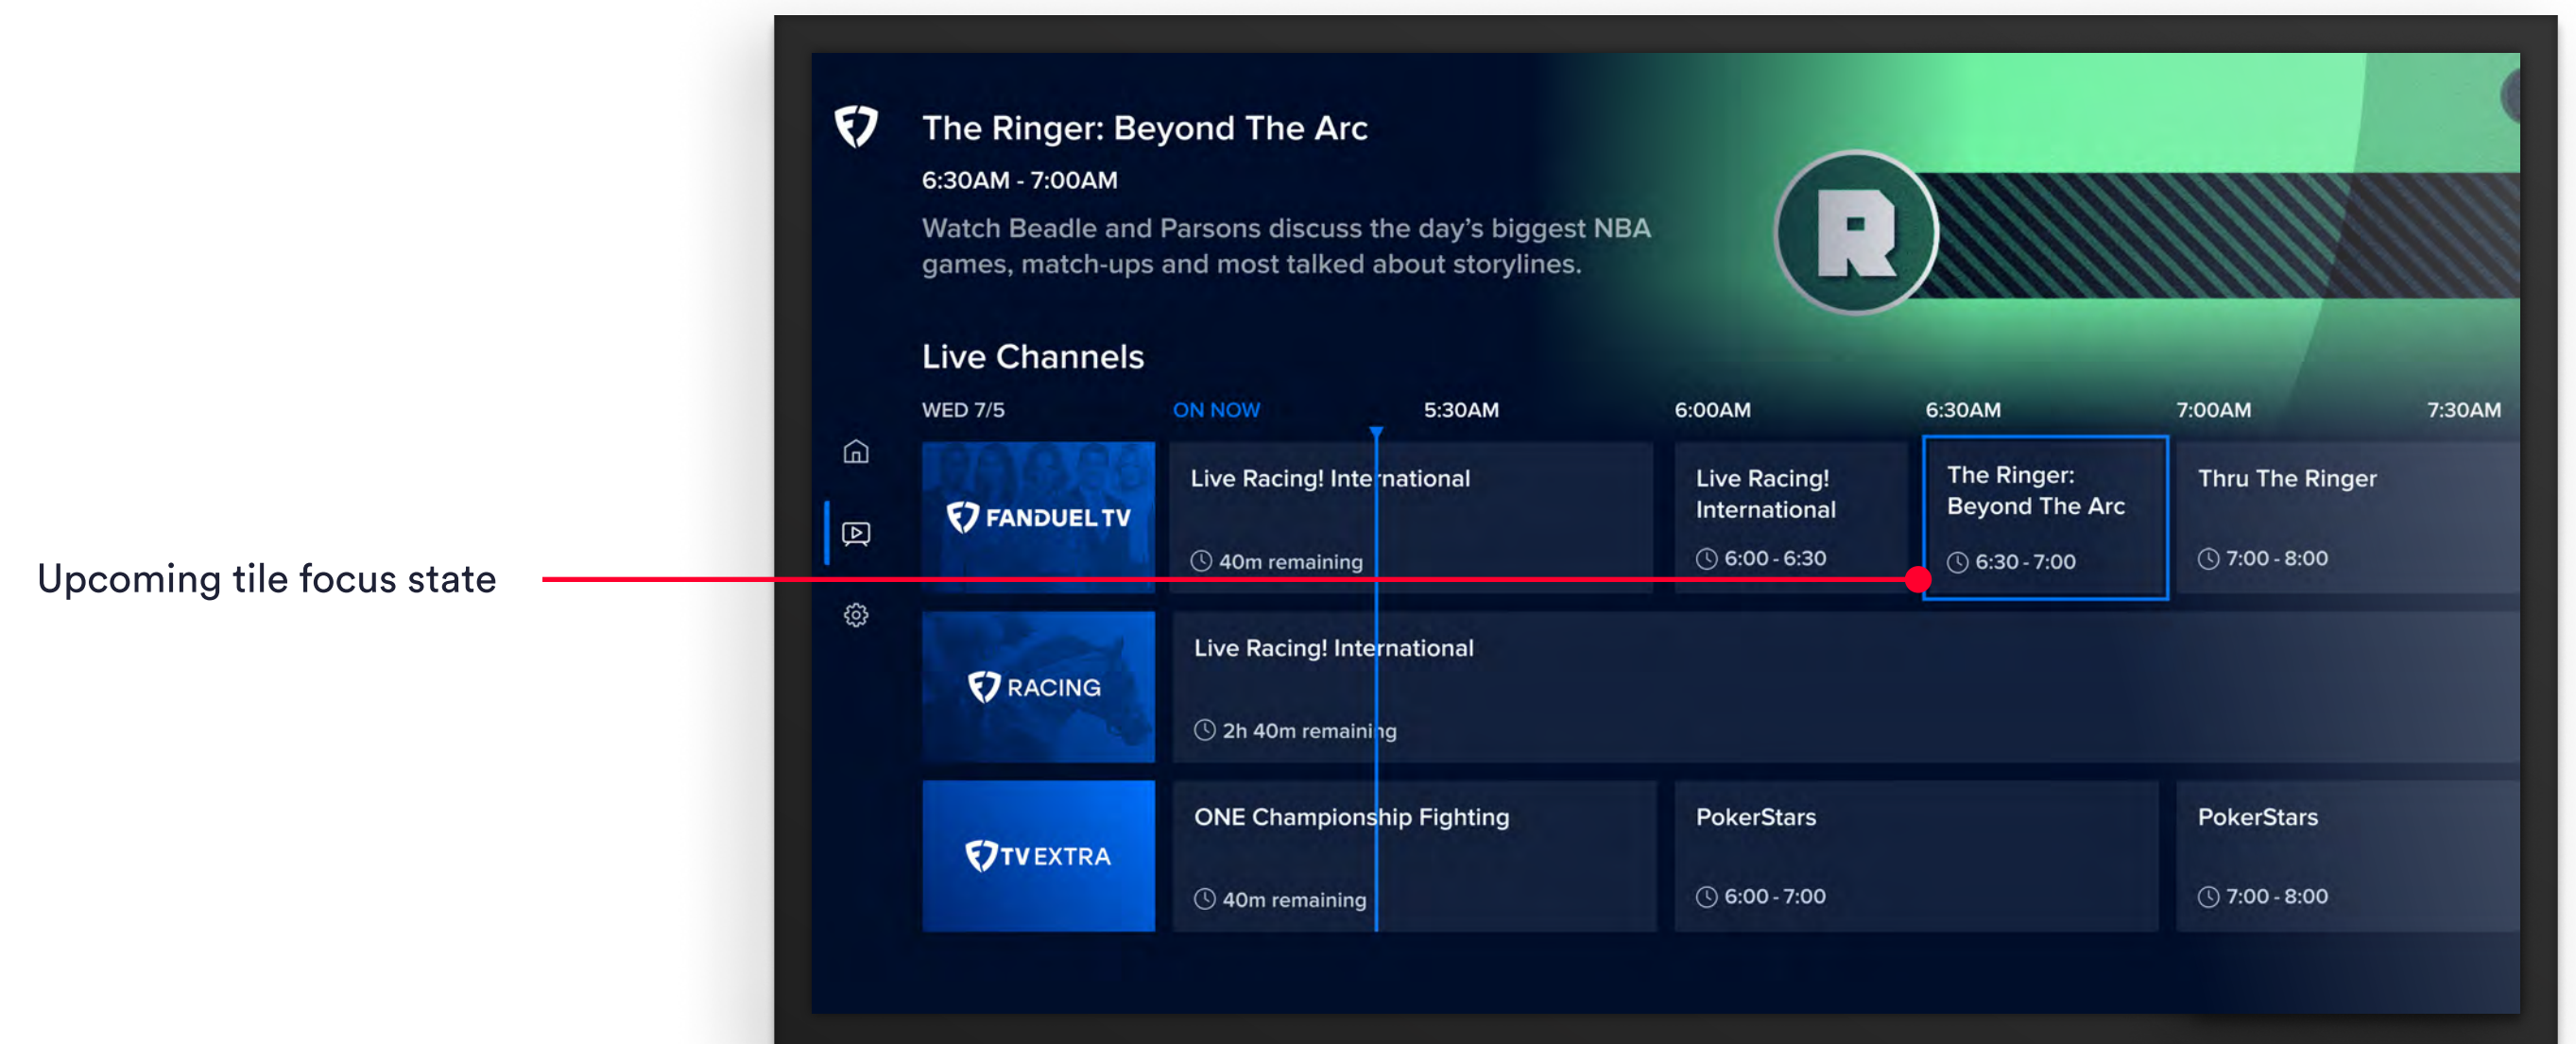 The Ringer: Beyond The Arc
6:30AM - 7:00AM
Watch Beadle and Parsons discuss the day's biggest NBA
games, match-ups and most talked about storylines.
R
Live Channels
WED 7/5 ON NOW 5:30AM 6:00AM 6:30AM 7:00AM 7:30AM
FANDUEL TV
Live Racing! International
40m remaining
Live Racing!
International
6:00 - 6:30
The Ringer:
Beyond The Arc
6:30 - 7:00
Thru The Ringer
7:00 - 8:00
Upcoming tile focus state
RACING
Live Racing! International
2h 40m remaining
TV EXTRA
ONE Championship Fighting
40m remaining
PokerStars
6:00 - 7:00
PokerStars
7:00 - 8:00